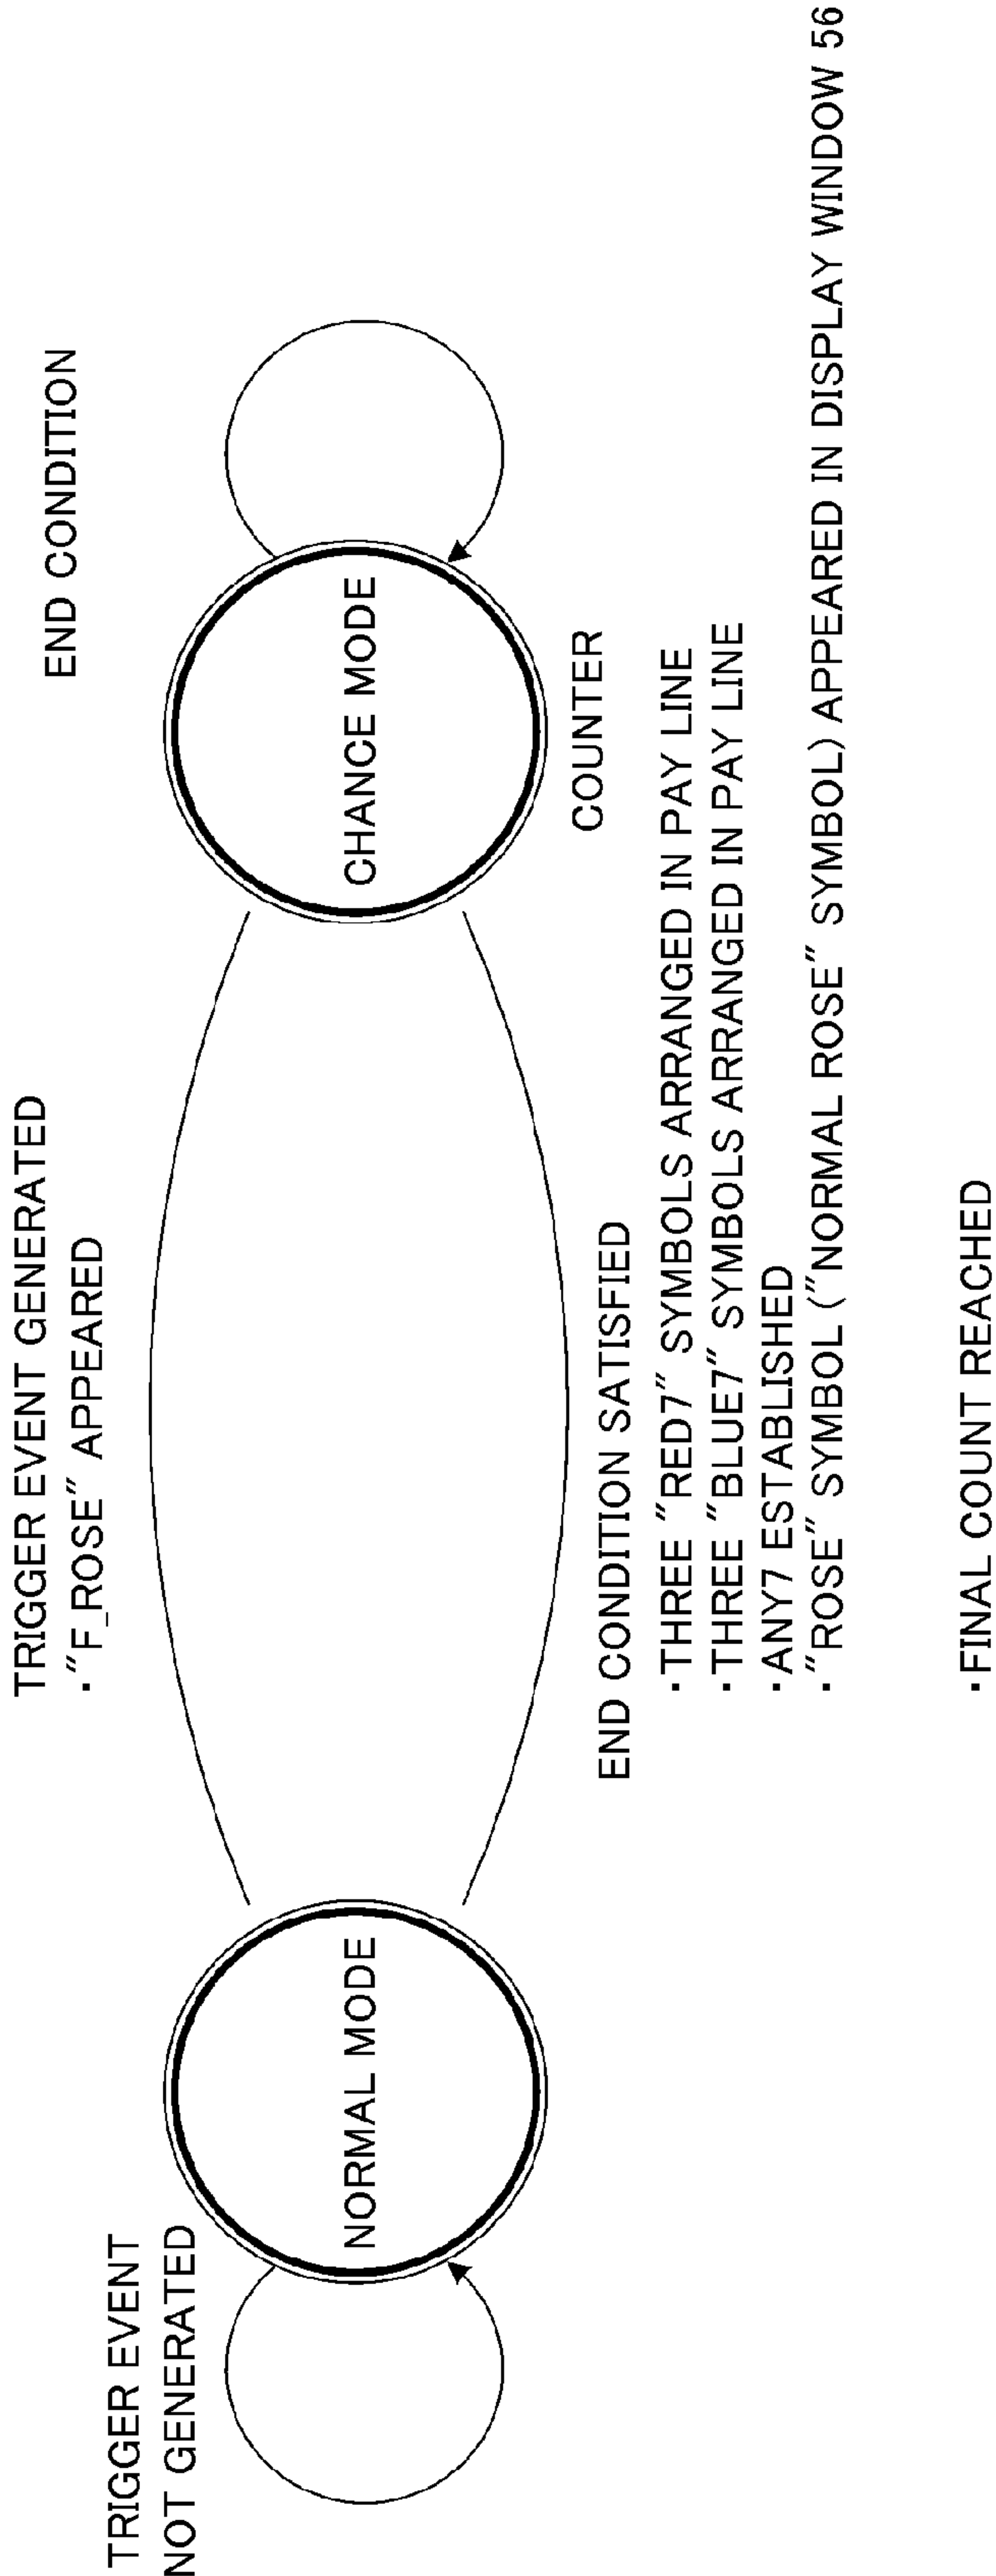 TRIGGER EVENT GENERATED
・"F_ROSE" APPEARED
END CONDITION
TRIGGER EVENT
NOT GENERATED
NORMAL MODE
CHANCE MODE
COUNTER
END CONDITION SATISFIED
・THREE "RED7" SYMBOLS ARRANGED IN PAY LINE
・THREE "BLUE7" SYMBOLS ARRANGED IN PAY LINE
・ANY7 ESTABLISHED
・"ROSE" SYMBOL ("NORMAL ROSE" SYMBOL) APPEARED IN DISPLAY WINDOW 56
・FINAL COUNT REACHED